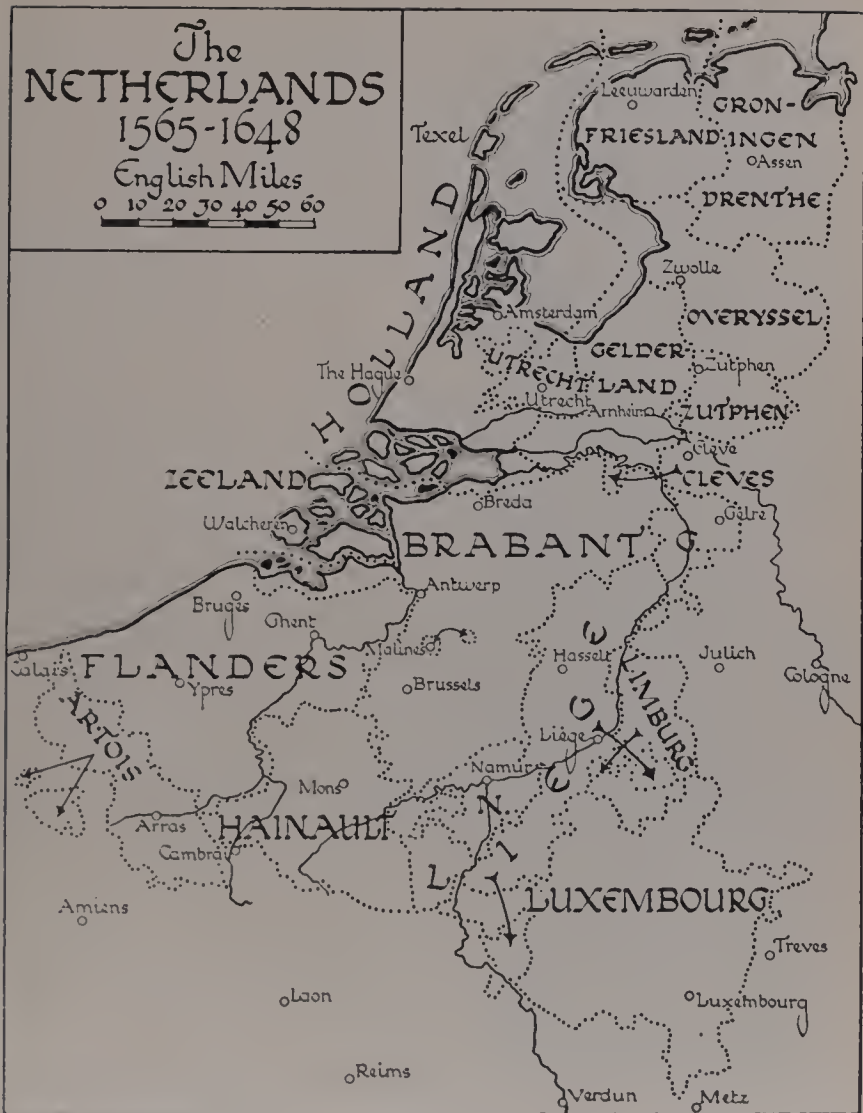 The
NETHERLANDS
1565-1648
English Miles
0 10 20 30 40 50 60
Texel
Leeuwarden
GRON-
FRIESLAND INGEN
Assen
DRENTHE
HOLLAND
Zwolle
Amsterdam
OVERYSSEL
GELDER-
LAND
Zutphen
The Hague
UTRECHT
Utrecht
Arnheim
ZUTPHEN
Cleve
ZEELAND
CLEVES
Walcheren
Breda
Gelre
BRABANT
G
Antwerp
Bruges
Ghent
Malines
Hasselt
Julich
Calais
FLANDERS
Ypres
Brussels
Cologne
LIMBURG
ARTOIS
Liège
Namur
Mons
Arras
HAINAULT
Cambrai
N
LIEGE
LUXEMBOURG
Amiens
Treves
Laon
Luxembourg
Reims
Verdun
Metz